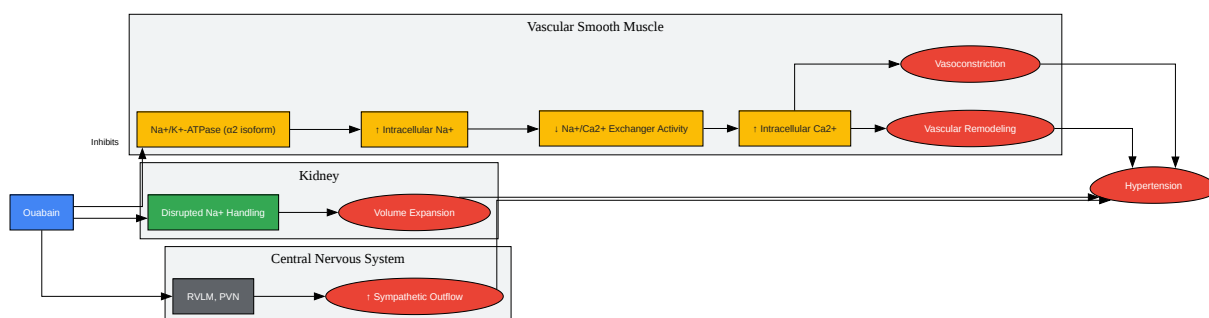 Vascular Smooth Muscle
Vasoconstriction
Na+/K+-ATPase (α2 isoform)
↑ Intracellular Na+
↓ Na+/Ca2+ Exchanger Activity
↑ Intracellular Ca2+
Vascular Remodeling
Inhibits
Kidney
Hypertension
Ouabain
Disrupted Na+ Handling
Volume Expansion
Central Nervous System
RVLM, PVN
↑ Sympathetic Outflow